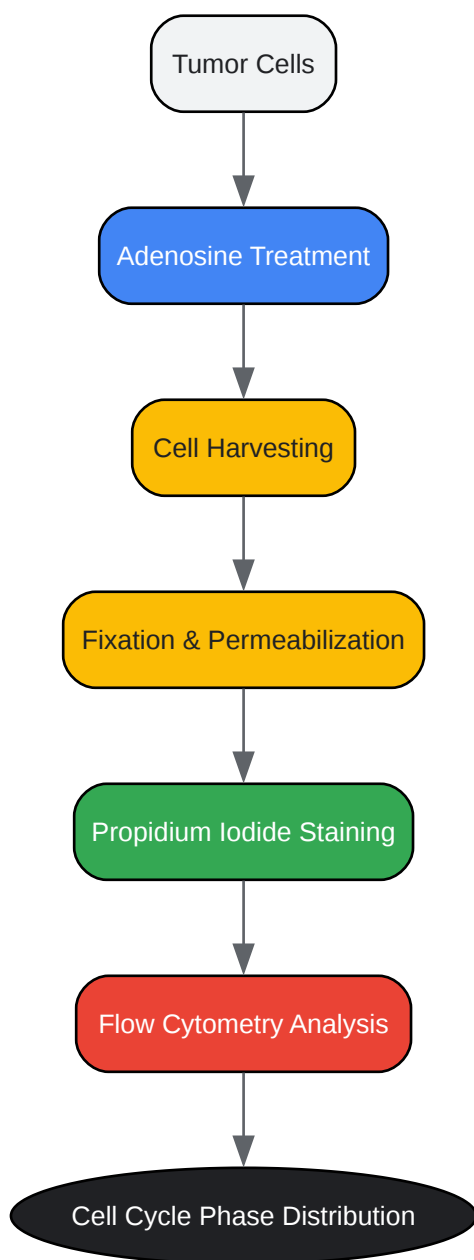 Tumor Cells
Adenosine Treatment
Cell Harvesting
Fixation & Permeabilization
Propidium Iodide Staining
Flow Cytometry Analysis
Cell Cycle Phase Distribution